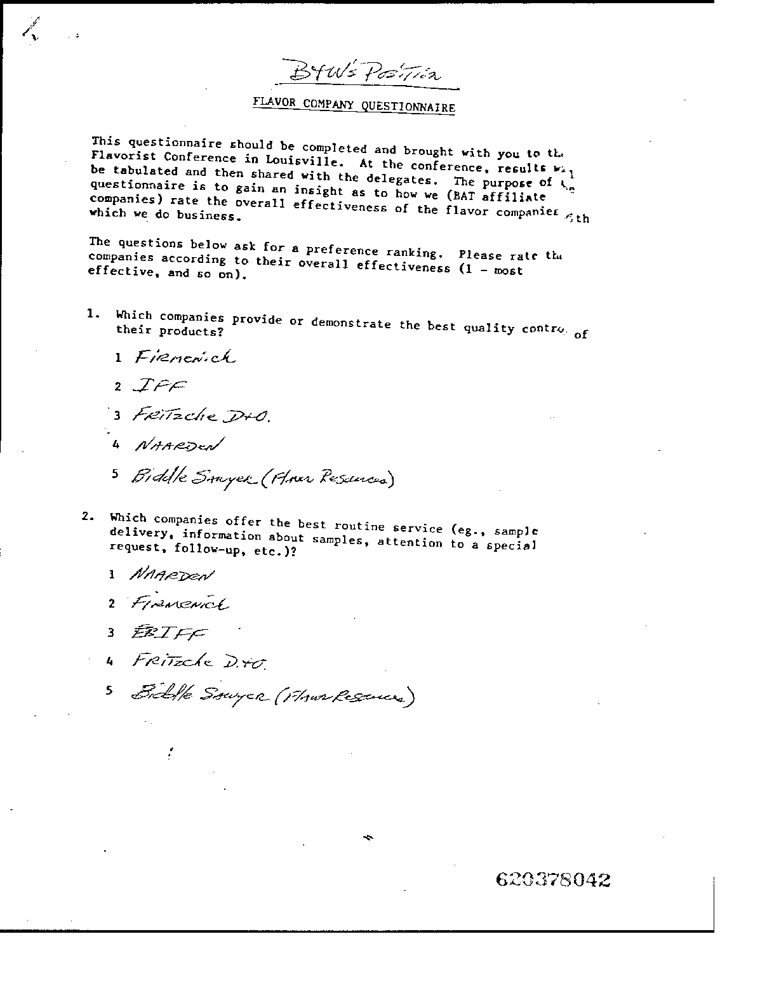 B&W's Position
FLAVOR COMPANY QUESTIONNAIRE
This questionnaire should be completed and brought with you to the
Flavorist Conference in Louisville. At the conference, results will
be tabulated and then shared with the delegates. The purpose of the
questionnaire is to gain an insight as to how we (BAT affiliate
companies) rate the overall effectiveness of the flavor companies with
which we do business.
The questions below ask for a preference ranking. Please rate the
companies according to their overall effectiveness (1 - most
effective, and so on).
1. Which companies provide or demonstrate the best quality control of
their products?
1 Firmenich
2 IFF
3 Fritzche D+O.
4 NAARDEN
5 Biddle Sawyer (Flavor Resources)
2. Which companies offer the best routine service (eg., sample
delivery, information about samples, attention to a special
request, follow-up, etc.)?
1 NAARDEN
2 Firmenich
3 IFF
4 Fritzche D.+O.
5 Biddle Sawyer (Flavor Resources)
620378042